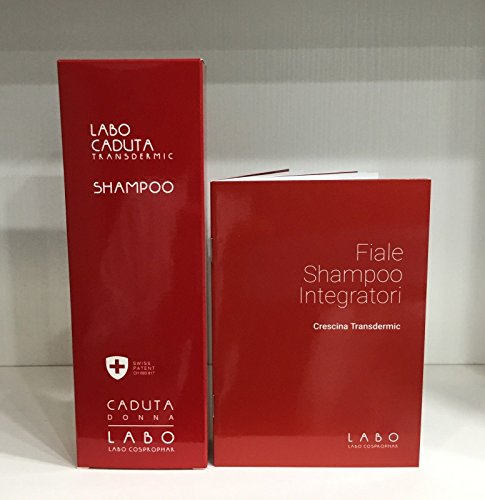 LABO
CADUTA
TRANSDERMIC
SHAMPOO
SWISS
PATENT
CADUTA
DONNA
LABO
LABO COSPROPHAR
Fiale
Shampoo
Integratori
Crescina Transdermic
LABO
LABO COSPROPHAR